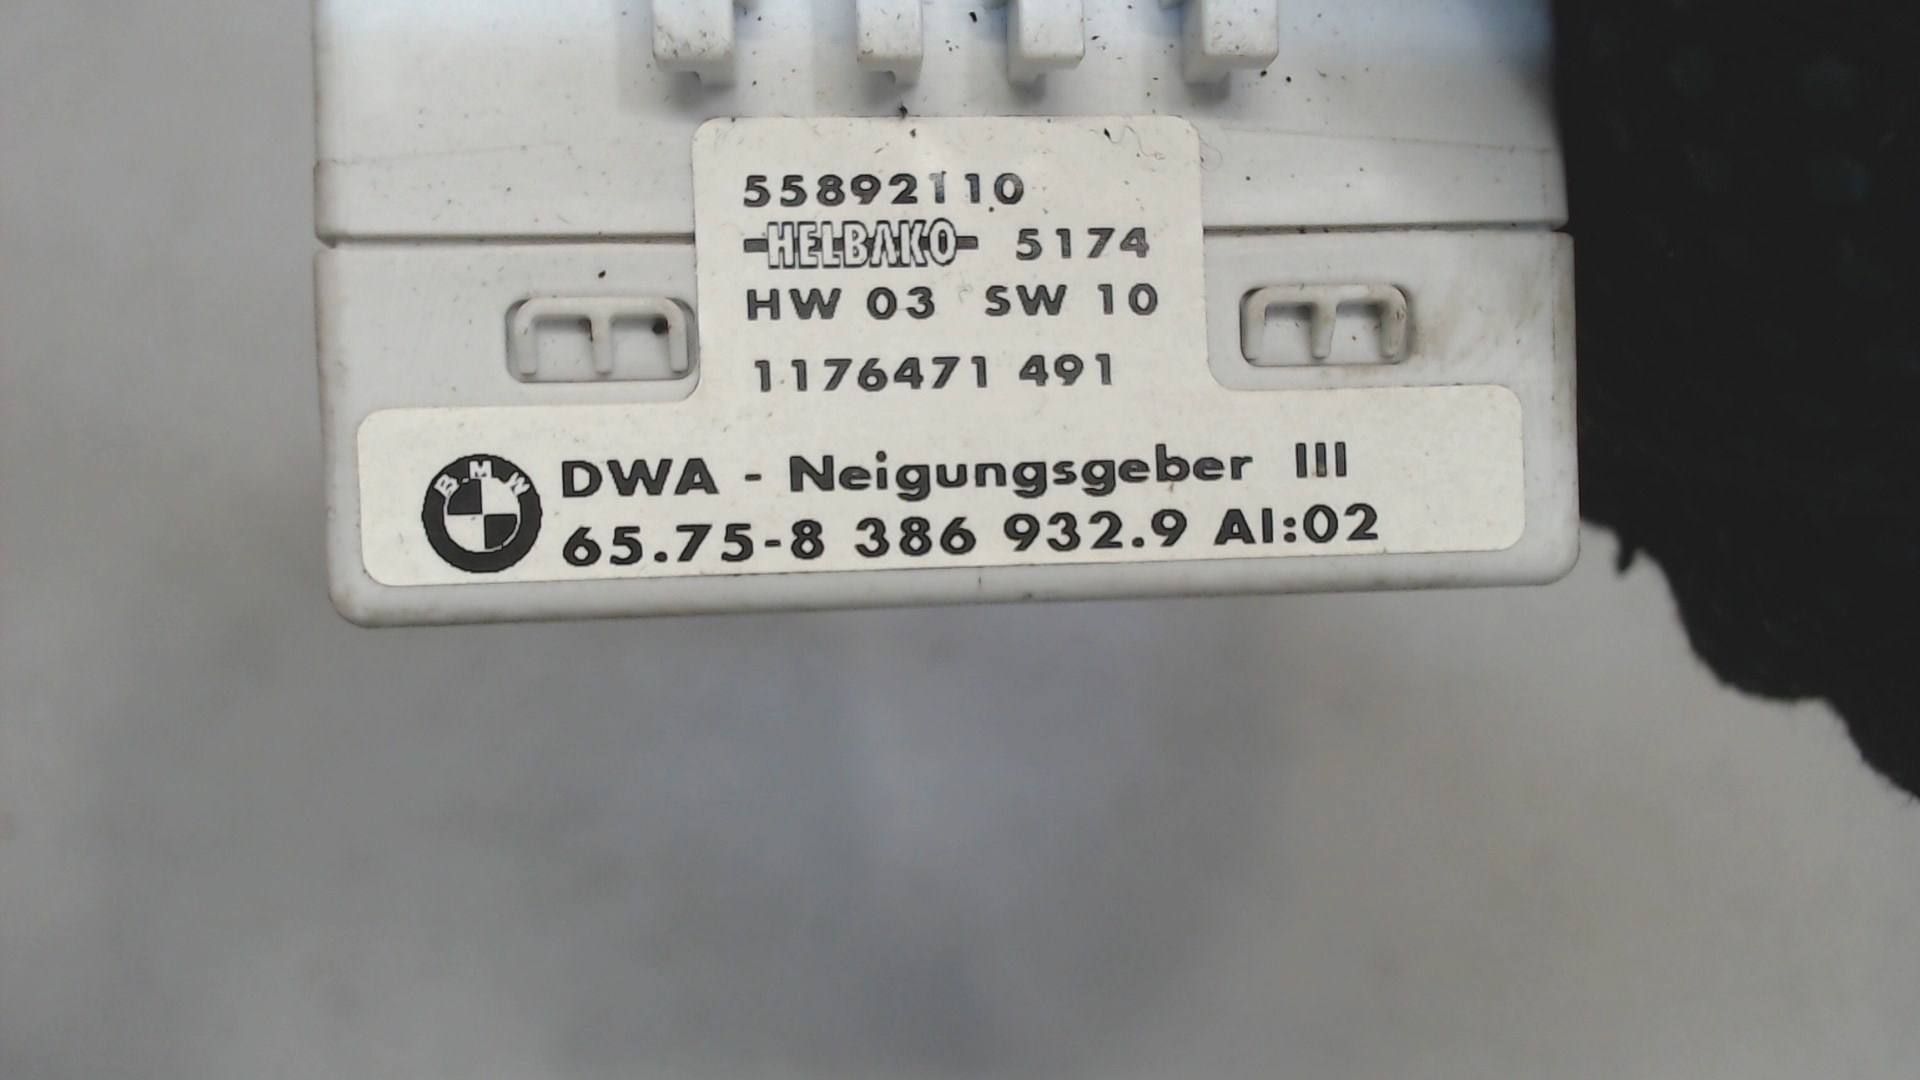 55892110
HELBAKO 5174
HW 03 SW 10
1176471 491
BMW
DWA - Neigungsgeber III
65.75-8 386 932.9 AI:02